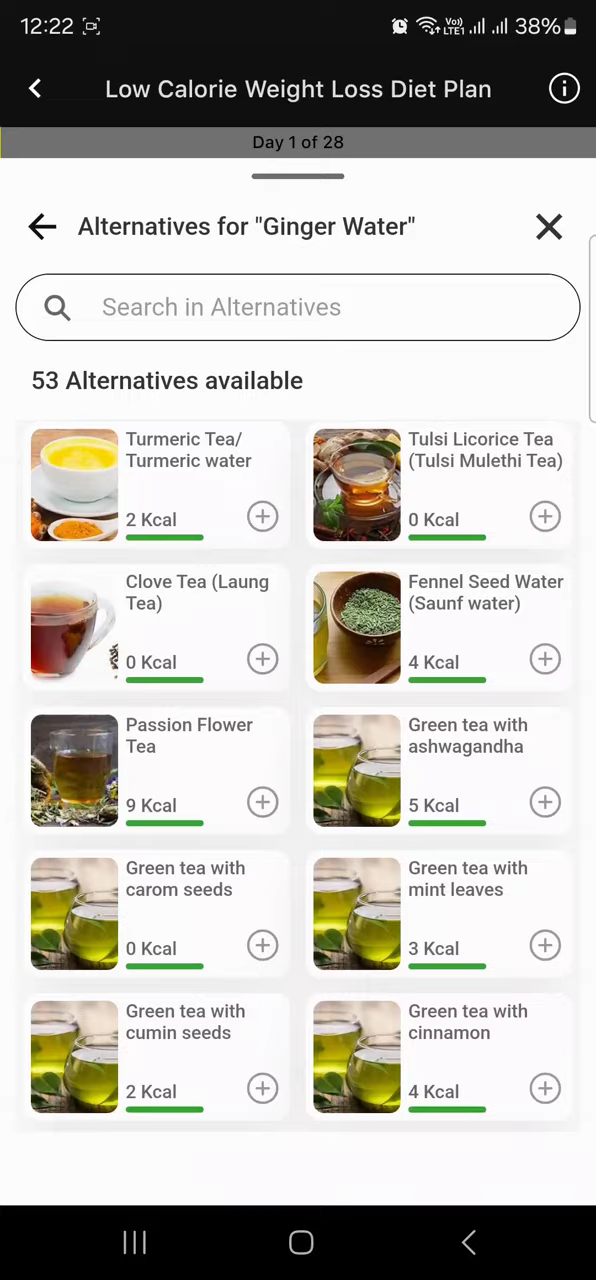 12:22
Vo))
LTE1
38%
Low Calorie Weight Loss Diet Plan
Day 1 of 28
Alternatives for "Ginger Water"
Search in Alternatives
53 Alternatives available
Turmeric Tea/
Turmeric water
2 Kcal
Tulsi Licorice Tea
(Tulsi Mulethi Tea)
0 Kcal
Clove Tea (Laung
Tea)
0 Kcal
Fennel Seed Water
(Saunf water)
4 Kcal
Passion Flower
Tea
9 Kcal
Green tea with
ashwagandha
5 Kcal
Green tea with
carom seeds
0 Kcal
Green tea with
mint leaves
3 Kcal
Green tea with
cumin seeds
2 Kcal
Green tea with
cinnamon
4 Kcal